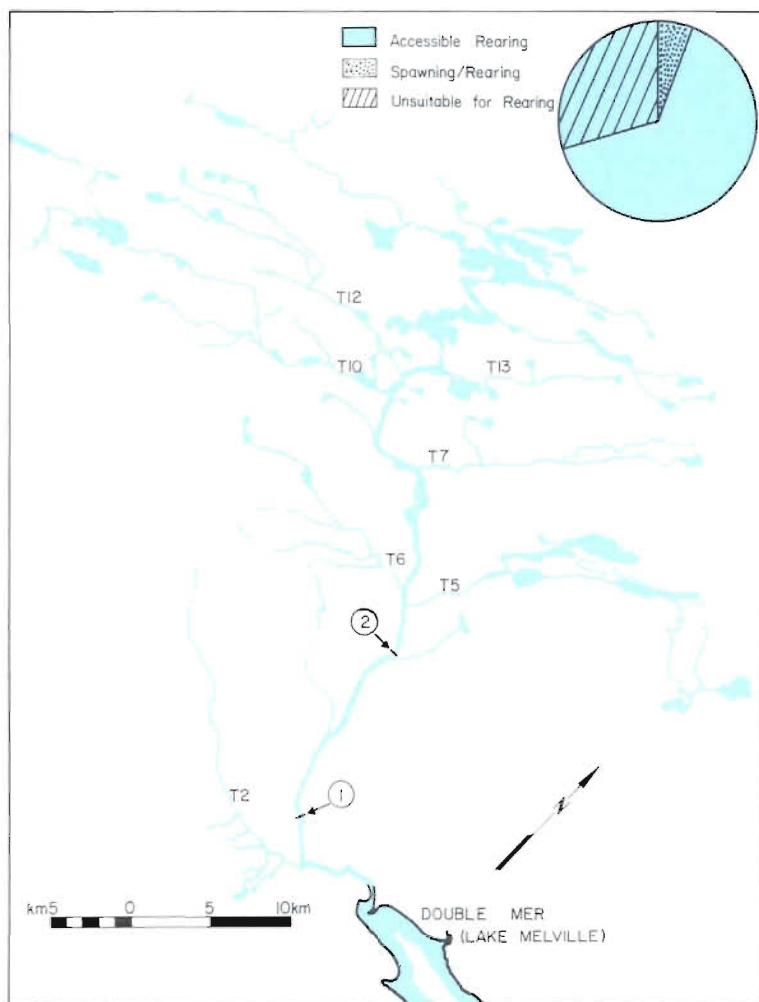 Accessible Rearing
Spawning/Rearing
Unsuitable for Rearing
T12
T10
T13
T7
T6
T5
2
T2
1
N
km5 0 5 10km
DOUBLE MER
(LAKE MELVILLE)